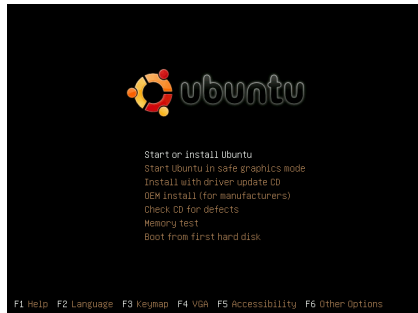 ubuntu
Start or install Ubuntu
Start Ubuntu in safe graphics mode
Install with driver update CD
OEM install (for manufacturers)
Check CD for defects
Memory test
Boot from first hard disk
F1 Help F2 Language F3 Keymap F4 VGA F5 Accessibility F6 Other Options